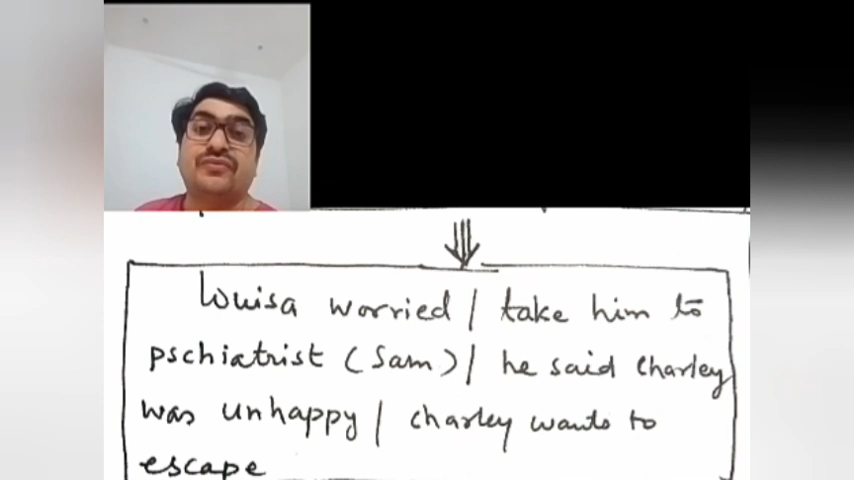 Louisa worried / take him to
pschiatrist (Sam) / he said Charley
was unhappy / charley wants to
escape